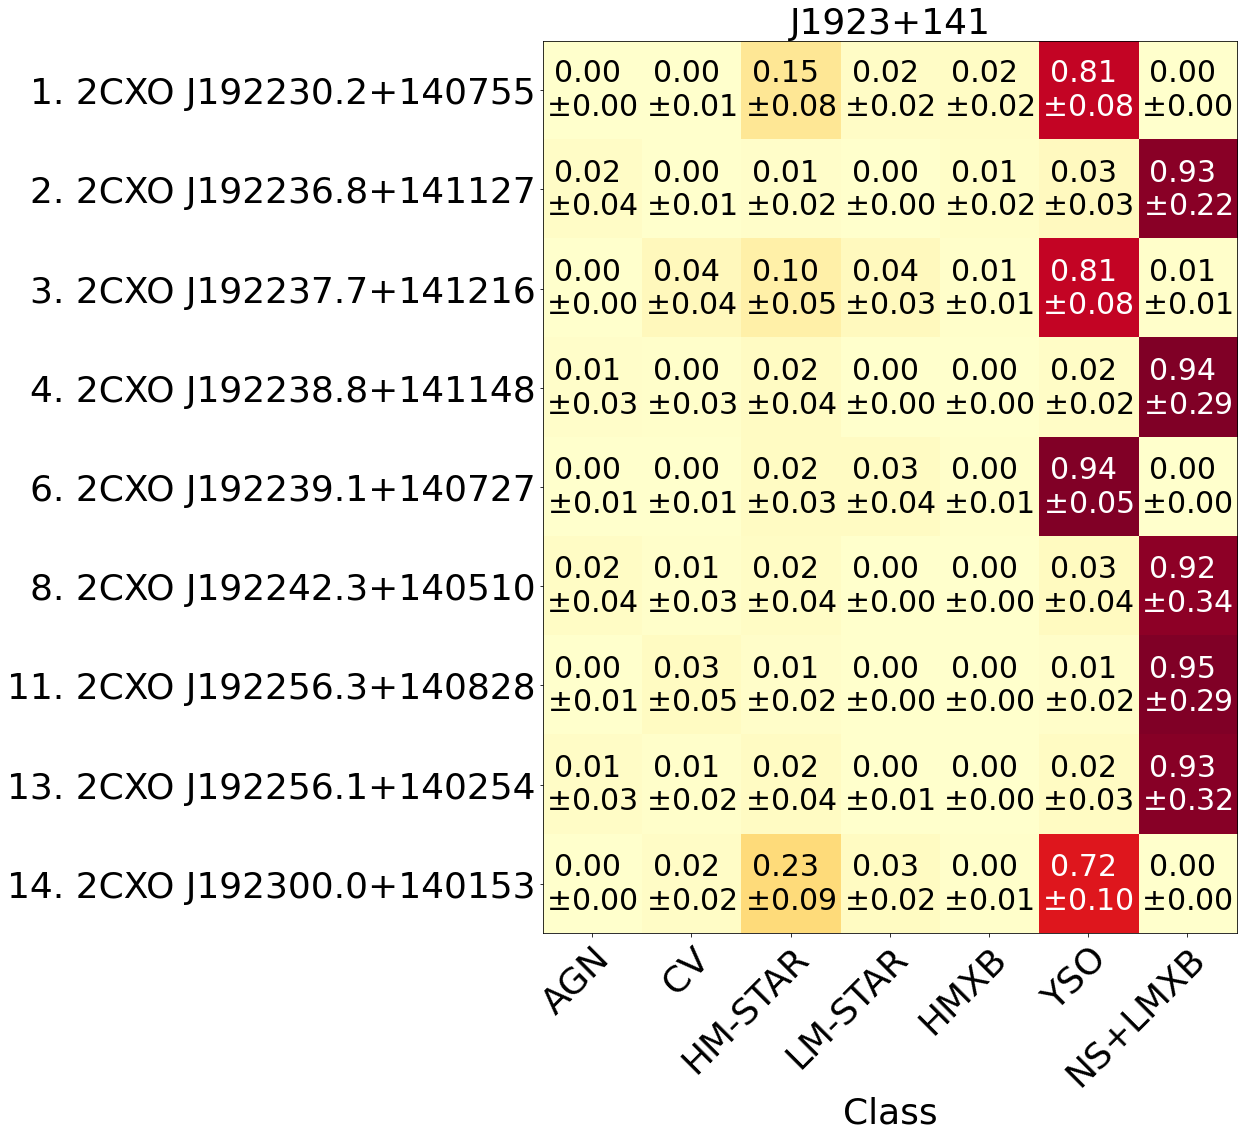 J1923+141
1. 2CXO J192230.2+140755
0.00 0.00 0.15 0.02 0.02 0.81 0.00
±0.00 ±0.01 ±0.08 ±0.02 ±0.02 ±0.08 ±0.00
2. 2CXO J192236.8+141127
0.02 0.00 0.01 0.00 0.01 0.03 0.93
±0.04 ±0.01 ±0.02 ±0.00 ±0.02 ±0.03 ±0.22
3. 2CXO J192237.7+141216
0.00 0.04 0.10 0.04 0.01 0.81 0.01
±0.00 ±0.04 ±0.05 ±0.03 ±0.01 ±0.08 ±0.01
4. 2CXO J192238.8+141148
0.01 0.00 0.02 0.00 0.00 0.02 0.94
±0.03 ±0.03 ±0.04 ±0.00 ±0.00 ±0.02 ±0.29
6. 2CXO J192239.1+140727
0.00 0.00 0.02 0.03 0.00 0.94 0.00
±0.01 ±0.01 ±0.03 ±0.04 ±0.01 ±0.05 ±0.00
8. 2CXO J192242.3+140510
0.02 0.01 0.02 0.00 0.00 0.03 0.92
±0.04 ±0.03 ±0.04 ±0.00 ±0.00 ±0.04 ±0.34
11. 2CXO J192256.3+140828
0.00 0.03 0.01 0.00 0.00 0.01 0.95
±0.01 ±0.05 ±0.02 ±0.00 ±0.00 ±0.02 ±0.29
13. 2CXO J192256.1+140254
0.01 0.01 0.02 0.00 0.00 0.02 0.93
±0.03 ±0.02 ±0.04 ±0.01 ±0.00 ±0.03 ±0.32
14. 2CXO J192300.0+140153
0.00 0.02 0.23 0.03 0.00 0.72 0.00
±0.00 ±0.02 ±0.09 ±0.02 ±0.01 ±0.10 ±0.00
AGN CV HM-STAR LM-STAR HMXB YSO NS+LMXB
Class